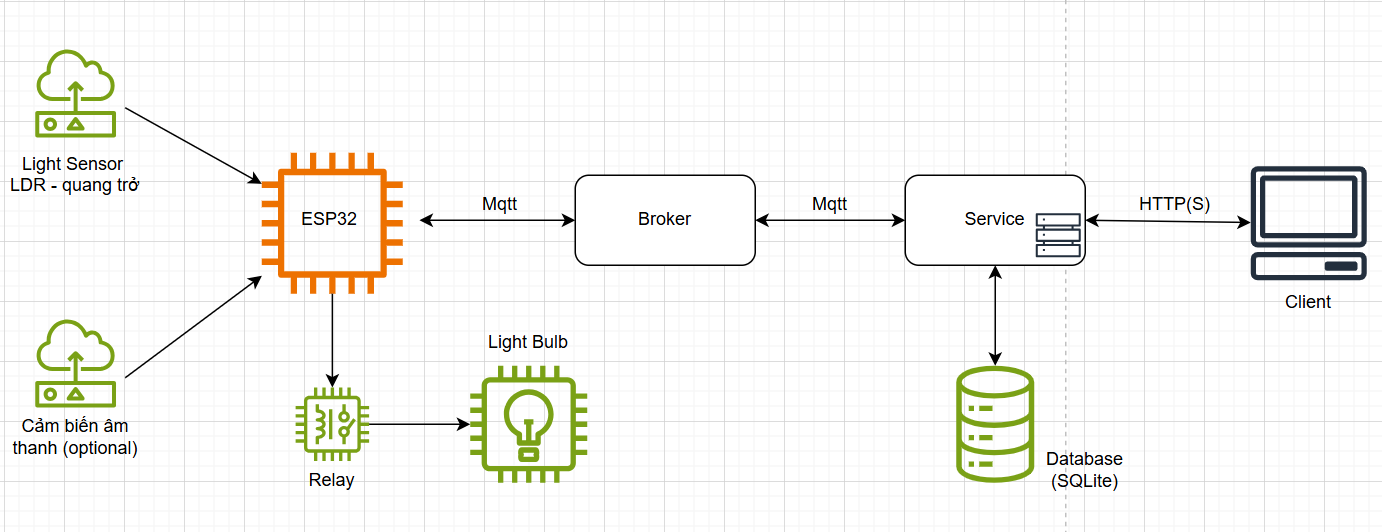 Light Sensor
LDR - quang trở
ESP32
Mqtt
Broker
Mqtt
Service
HTTP(S)
Client
Cảm biến âm
thanh (optional)
Relay
Light Bulb
Database
(SQLite)